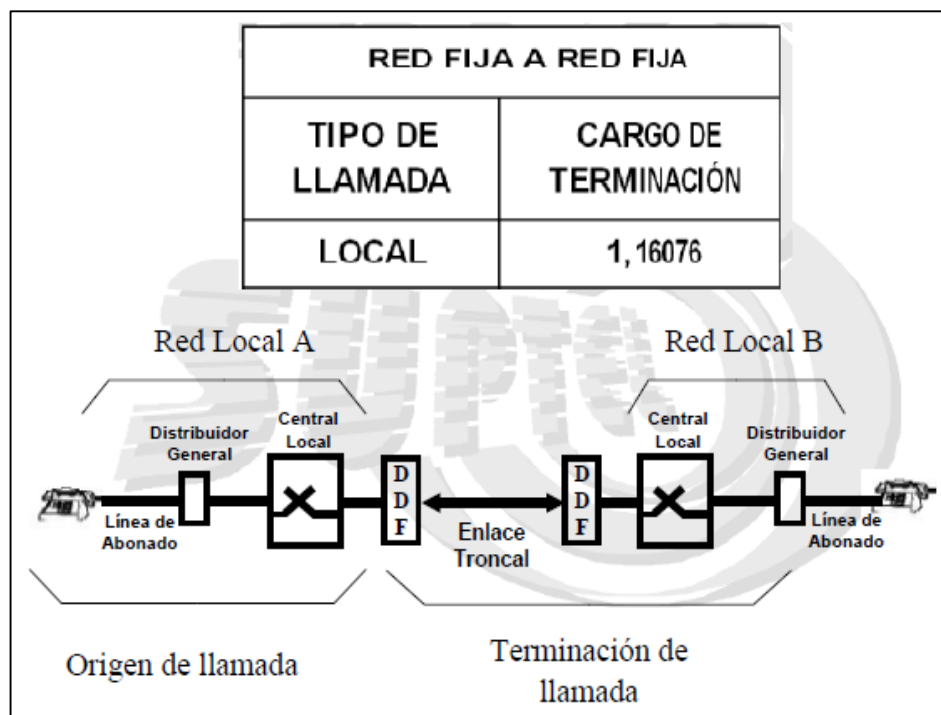 RED FIJA A RED FIJA
TIPO DE
LLAMADA
CARGO DE
TERMINACIÓN
LOCAL
1,16076
SUPTO
Red Local A
Red Local B
Distribuidor
General
Central
Local
Central
Local
Distribuidor
General
D
D
F
D
D
F
Línea de
Abonado
Enlace
Troncal
Línea de
Abonado
Origen de llamada
Terminación de
llamada